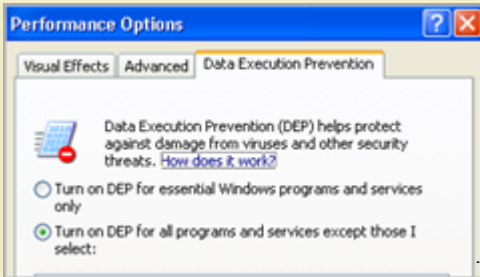 Performance Options
Visual Effects Advanced Data Execution Prevention
Data Execution Prevention (DEP) helps protect
against damage from viruses and other security
threats. How does it work?
Turn on DEP for essential Windows programs and services
only
Turn on DEP for all programs and services except those I
select: